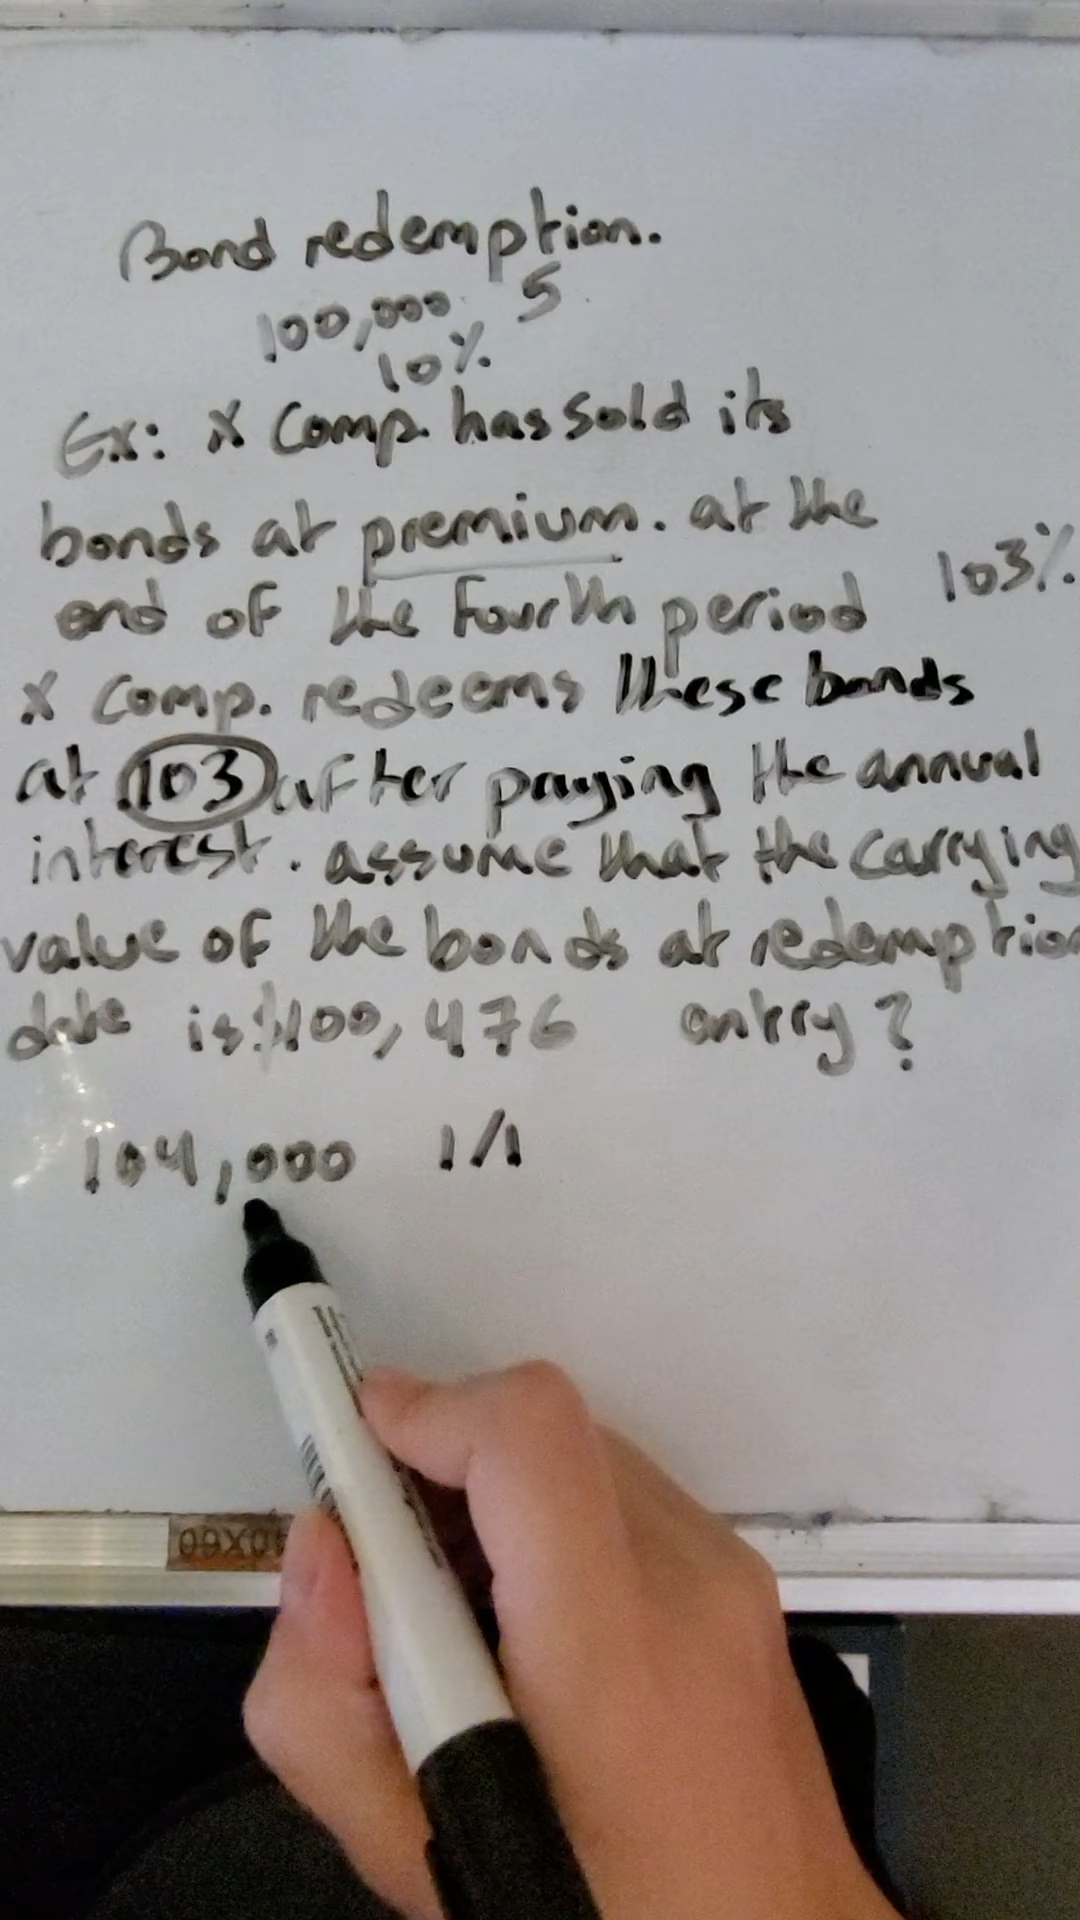 Bond redemption.
100,000 5
10%
Ex: X Comp. has sold its
bonds at premium. at the
end of the fourth period 103%
X Comp. redeems these bonds
at 103 after paying the annual
interest. assume that the carrying
value of the bonds at redemption
date is $100,476 entry?
104,000 1/1